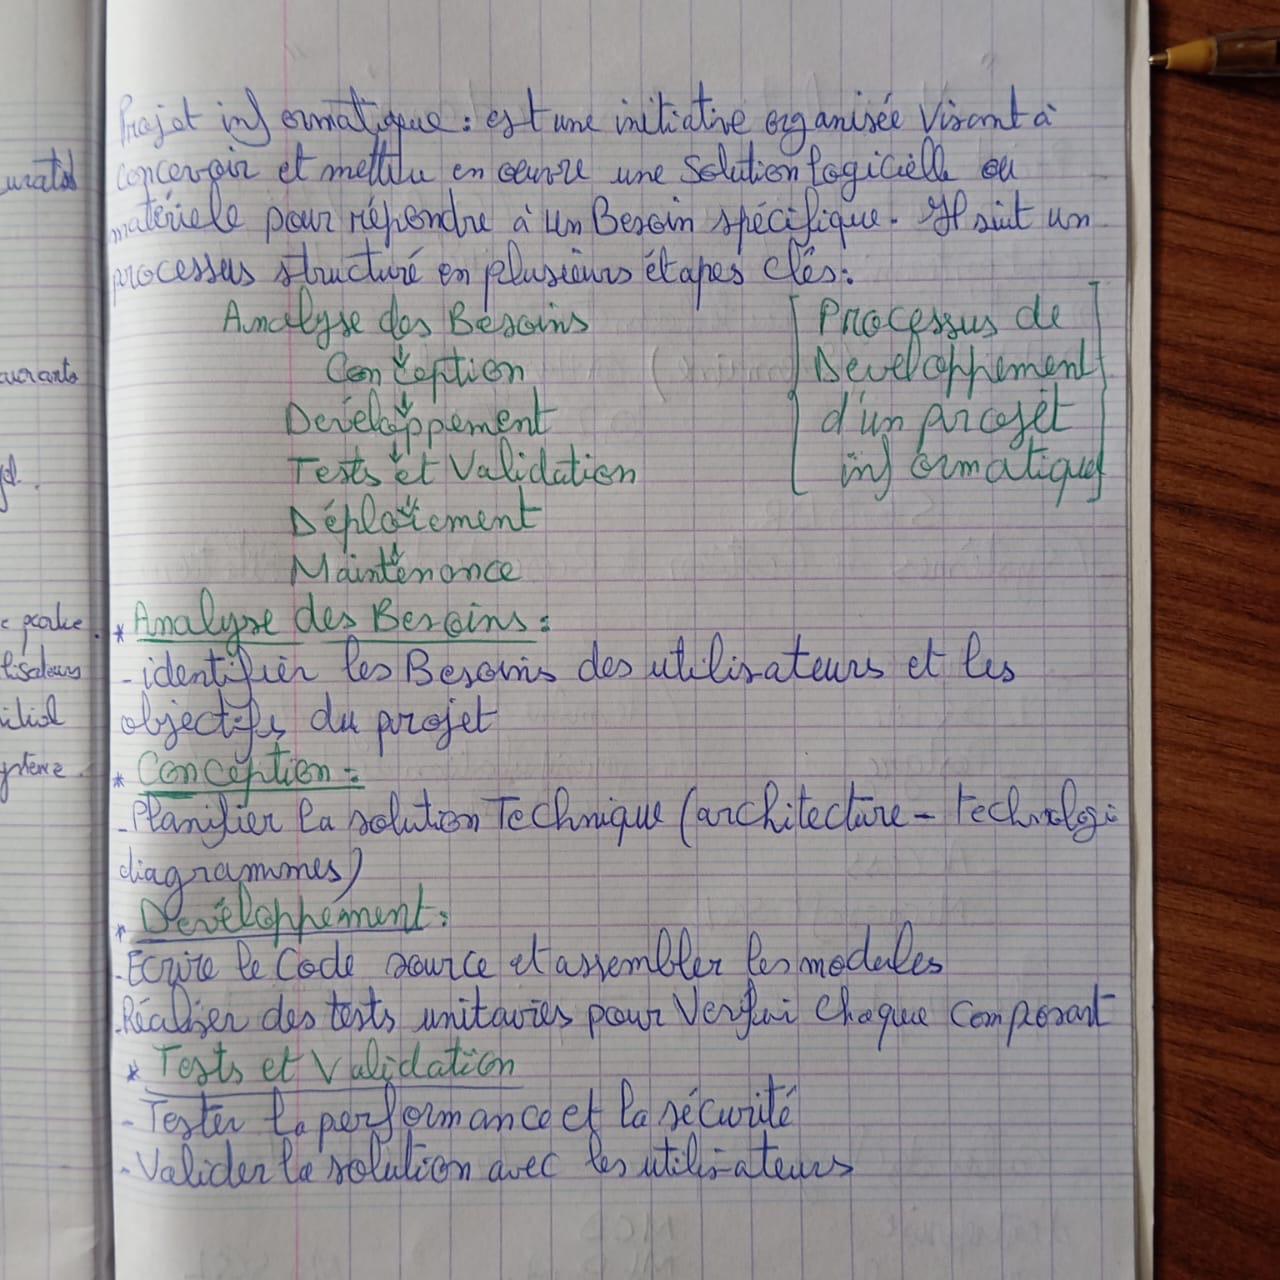 Projet informatique : est une initiative organisée visant à
concevoir et mettre en œuvre une solution logicielle ou
matériele pour répondre à un Besoin spécifique. Il suit un
processus structuré en plusieurs étapes clés :
Analyse des Besoins
Conception
Développement
Tests et Validation
Déploiement
Maintenance
[Processus de
Developpement
d'un projet
informatique]
* Analyse des Besoins :
- identifier les Besoins des utilisateurs et les
objectifs du projet
* Conception :
- Planifier la solution Technique (architecture - technologi
diagrammes)
* Développement :
- Ecrire le Code source et assembler les modules
- Réaliser des tests unitaires pour Verifier chaque composant
* Tests et Validation
- Tester la performance et la sécurité
- Valider la solution avec les utilisateurs